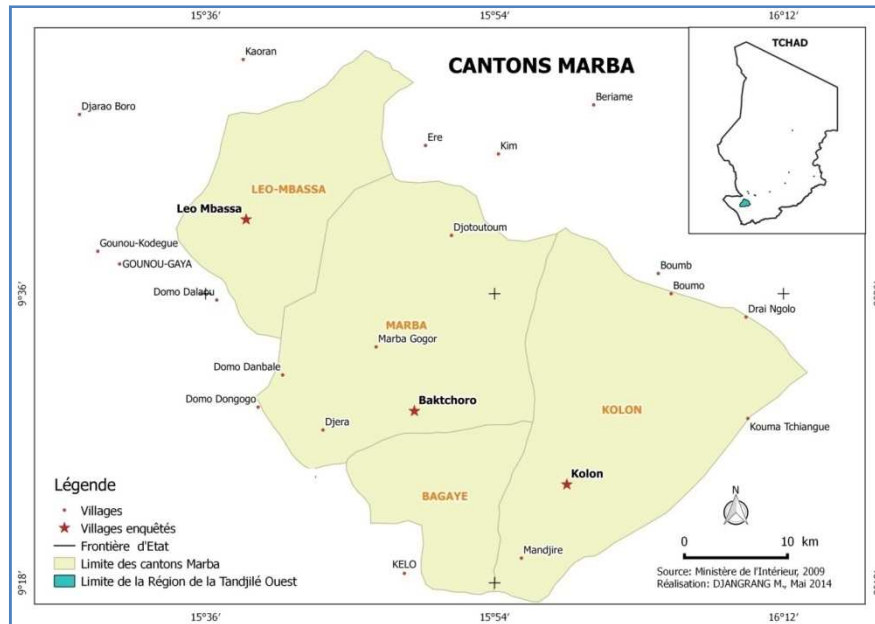 15°36' 15°54' 16°12'
CANTONS MARBA
TCHAD
Kaoran
Djarao Boro
Beriame
Ere
Kim
LEO-MBASSA
Leo Mbassa
Djotoutoum
Gounou-Kodegue
GOUNOU-GAYA
Boumb
Domo Dalaou
Boumo
9°36'
Drai Ngolo
MARBA
Marba Gogor
Domo Danbale
Domo Dongogo
Baktchoro
KOLON
Djera
Kouma Tchiangue
Kolon
BAGAYE
Mandjire
KELO
9°18'
Légende
Villages
Villages enquêtés
Frontière d'Etat
Limite des cantons Marba
Limite de la Région de la Tandjilé Ouest
N
0 10 km
Source: Ministère de l'Intérieur, 2009
Réalisation: DJANGRANG M., Mai 2014
15°36' 15°54' 16°12'